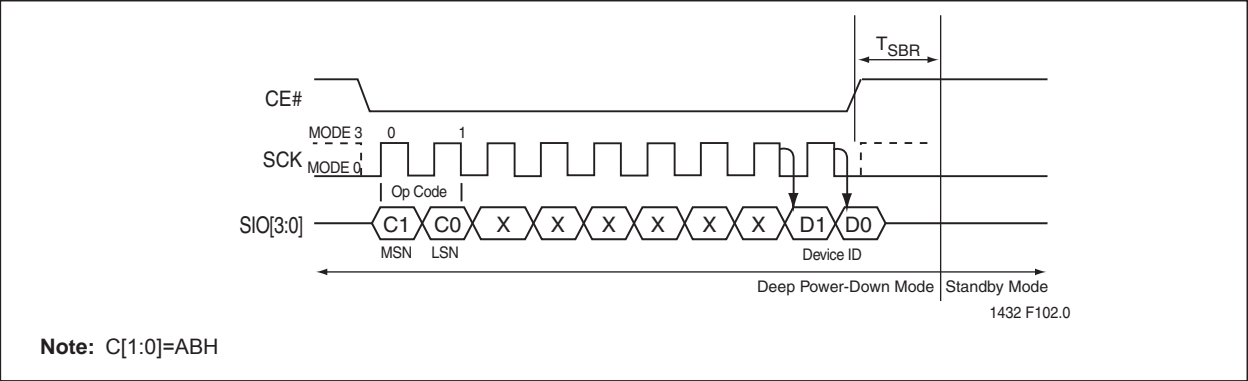 T_SBR
CE#
MODE 3 0 1
SCK
MODE 0
Op Code
SIO[3:0] C1 C0 X X X X X X D1 D0
MSN LSN Device ID
Deep Power-Down Mode Standby Mode
1432 F102.0
Note: C[1:0]=ABH